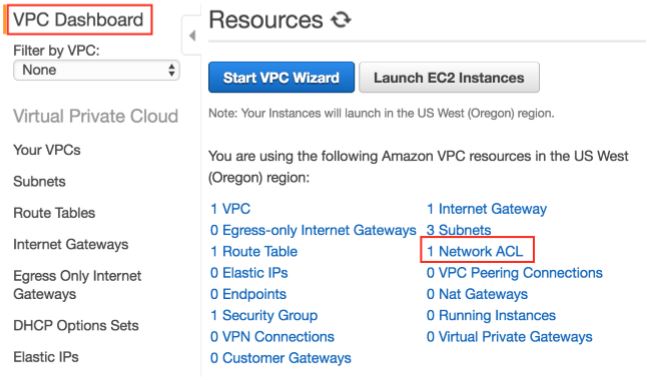 VPC Dashboard
Filter by VPC:
None
Virtual Private Cloud
Your VPCs
Subnets
Route Tables
Internet Gateways
Egress Only Internet
Gateways
DHCP Options Sets
Elastic IPs
Resources
Start VPC Wizard
Launch EC2 Instances
Note: Your Instances will launch in the US West (Oregon) region.
You are using the following Amazon VPC resources in the US West
(Oregon) region:
1 VPC
1 Internet Gateway
0 Egress-only Internet Gateways
3 Subnets
1 Route Table
1 Network ACL
0 Elastic IPs
0 VPC Peering Connections
0 Endpoints
0 Nat Gateways
1 Security Group
0 Running Instances
0 VPN Connections
0 Virtual Private Gateways
0 Customer Gateways